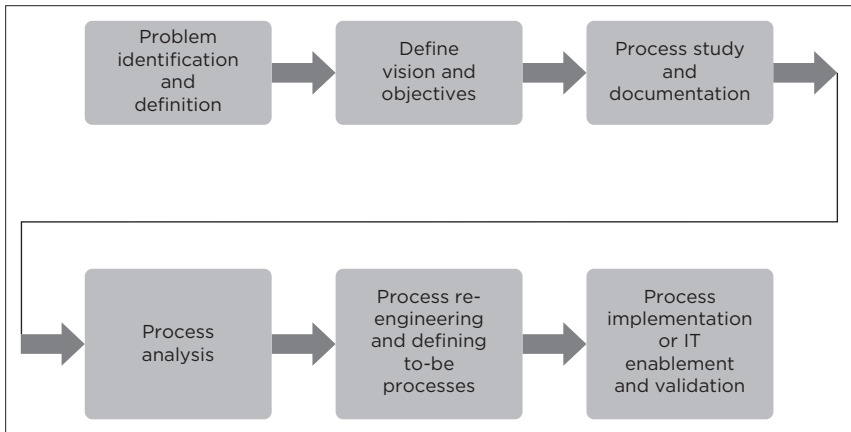 Problem
identification
and
definition
Define
vision and
objectives
Process study
and
documentation
Process
analysis
Process re-
engineering
and defining
to-be
processes
Process
implementation
or IT
enablement
and validation